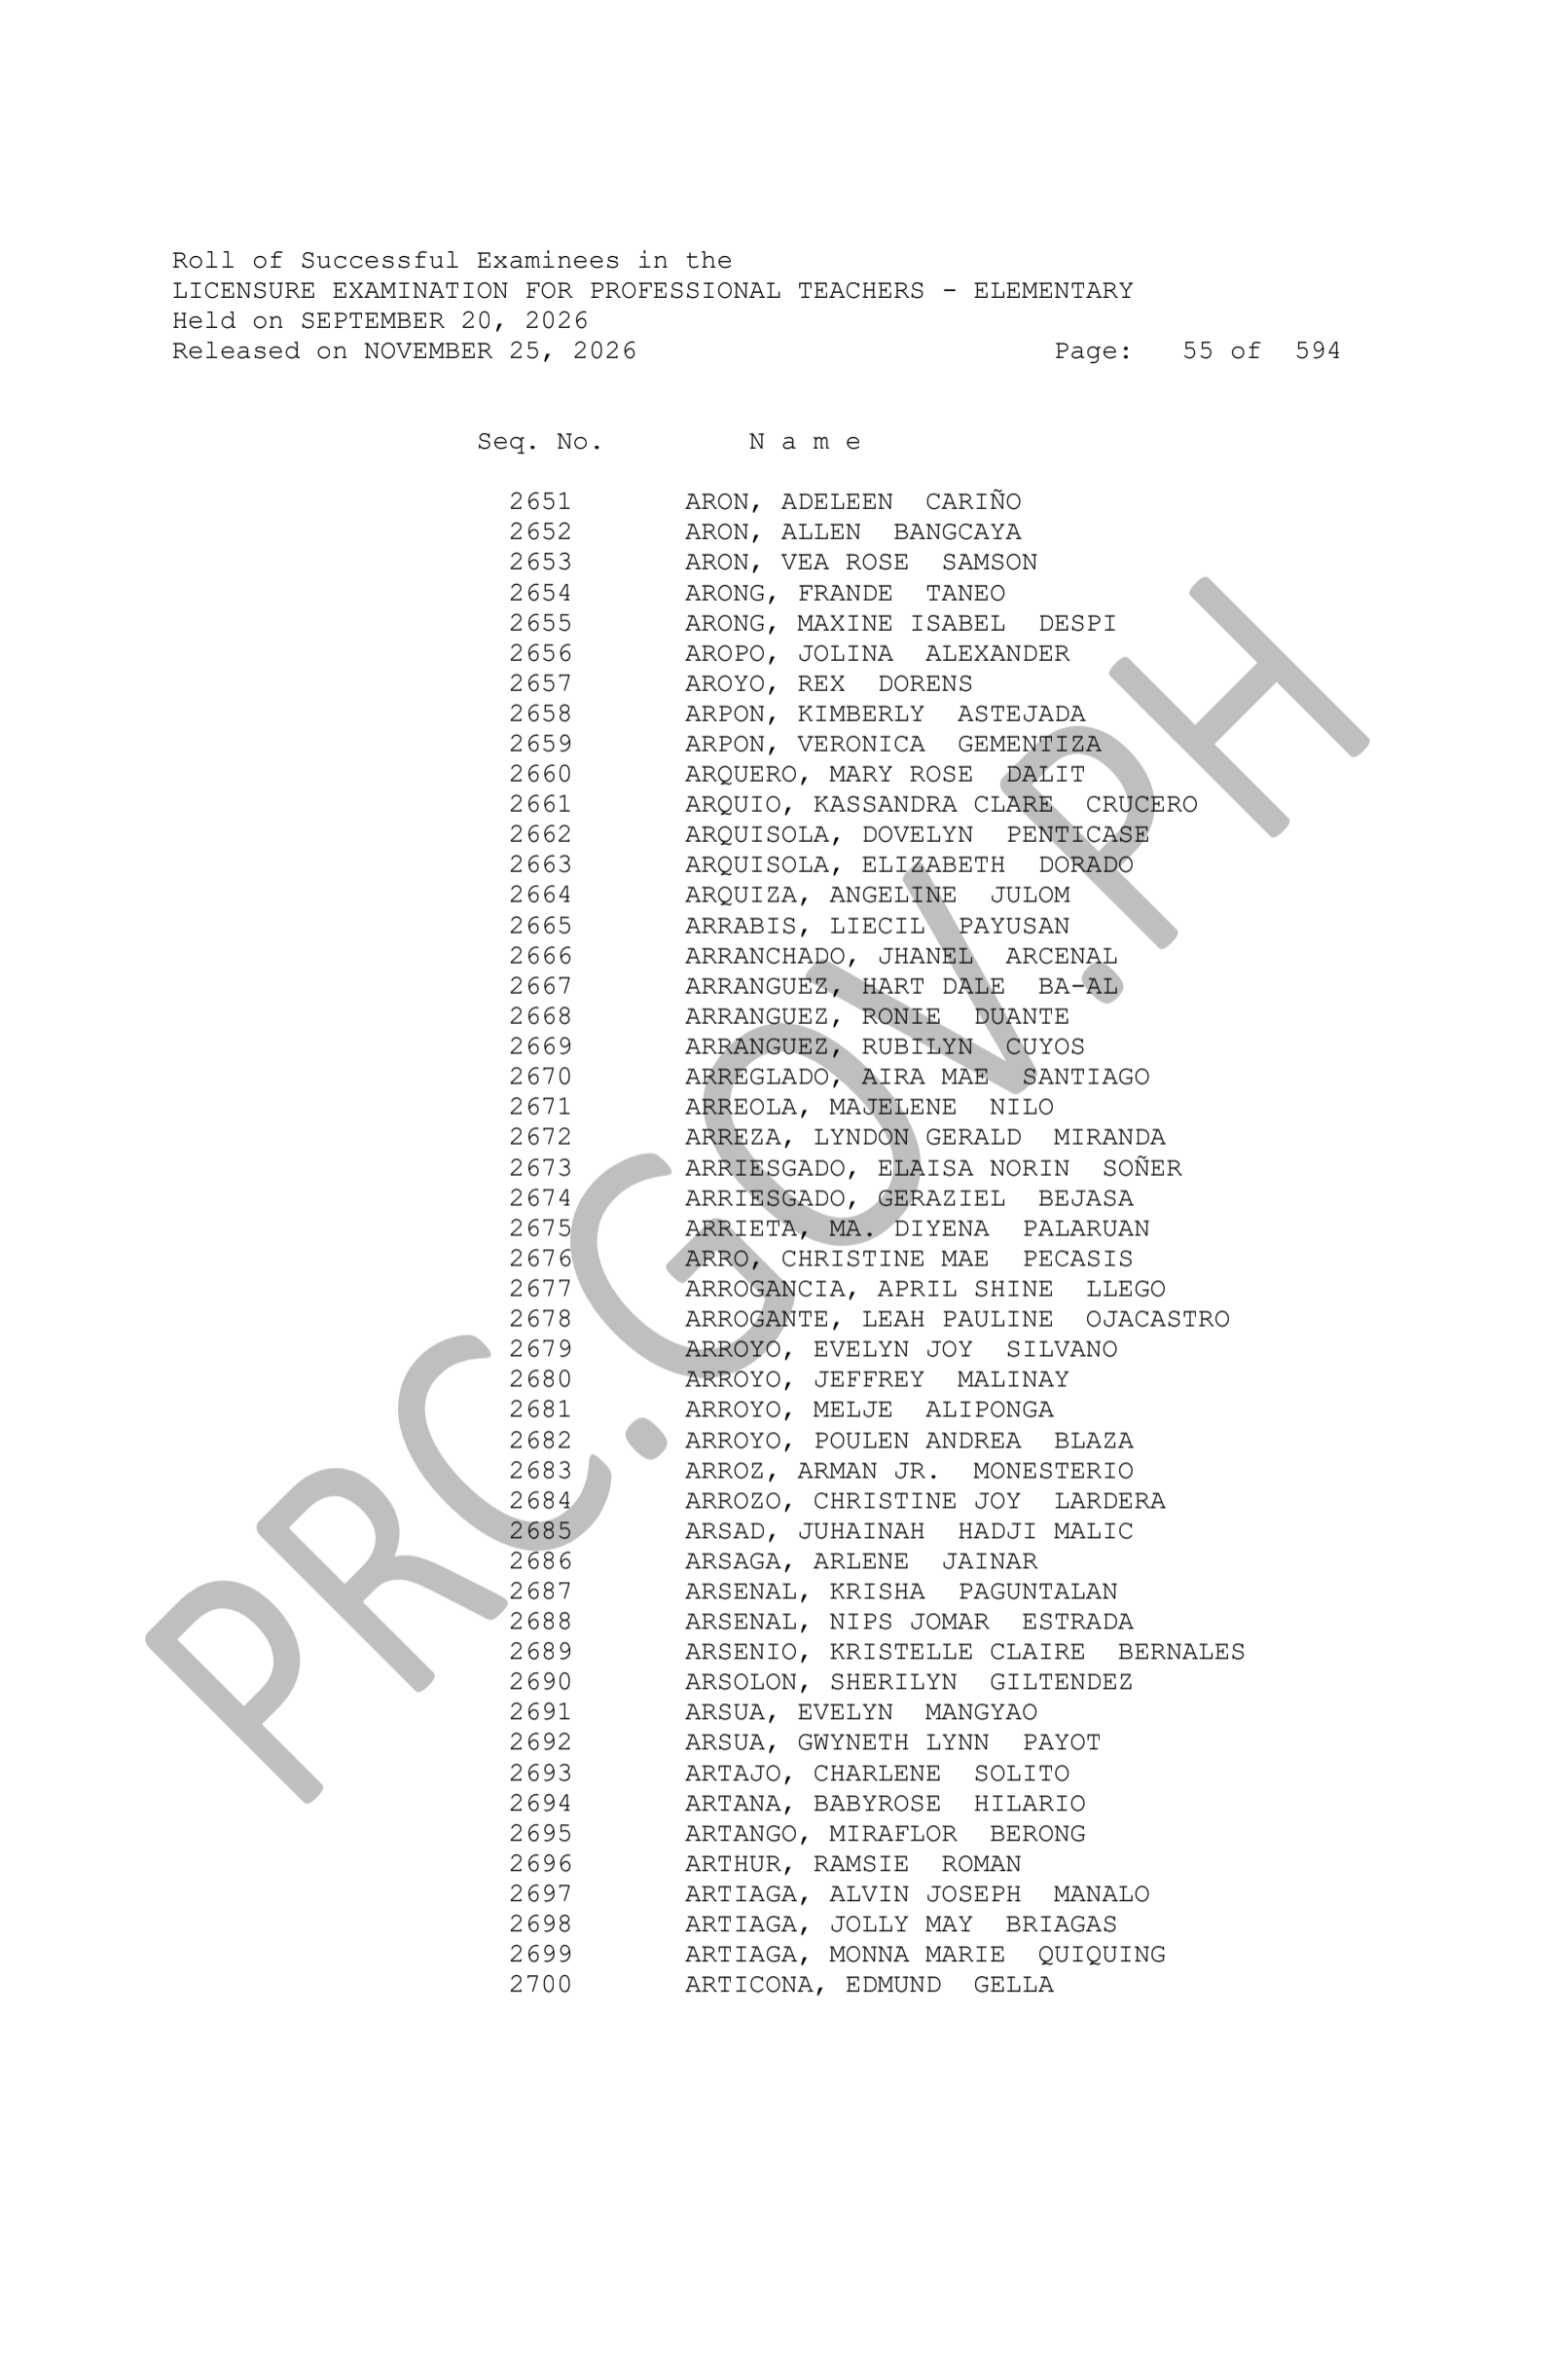 Roll of Successful Examinees in the
LICENSURE EXAMINATION FOR PROFESSIONAL TEACHERS - ELEMENTARY
Held on SEPTEMBER 20, 2026
Released on NOVEMBER 25, 2026 Page: 55 of 594
Seq. No. N a m e
2651 ARON, ADELEEN CARIÑO
2652 ARON, ALLEN BANGCAYA
2653 ARON, VEA ROSE SAMSON
2654 ARONG, FRANDE TANEO
2655 ARONG, MAXINE ISABEL DESPI
2656 AROPO, JOLINA ALEXANDER
2657 AROYO, REX DORENS
2658 ARPON, KIMBERLY ASTEJADA
2659 ARPON, VERONICA GEMENTIZA
2660 ARQUERO, MARY ROSE DALIT
2661 ARQUIO, KASSANDRA CLARE CRUCERO
2662 ARQUISOLA, DOVELYN PENTICASE
2663 ARQUISOLA, ELIZABETH DORADO
2664 ARQUIZA, ANGELINE JULOM
2665 ARRABIS, LIECIL PAYUSAN
2666 ARRANCHADO, JHANEL ARCENAL
2667 ARRANGUEZ, HART DALE BA-AL
2668 ARRANGUEZ, RONIE DUANTE
2669 ARRANGUEZ, RUBILYN CUYOS
2670 ARREGLADO, AIRA MAE SANTIAGO
2671 ARREOLA, MAJELENE NILO
2672 ARREZA, LYNDON GERALD MIRANDA
2673 ARRIESGADO, ELAISA NORIN SOÑER
2674 ARRIESGADO, GERAZIEL BEJASA
2675 ARRIETA, MA. DIYENA PALARUAN
2676 ARRO, CHRISTINE MAE PECASIS
2677 ARROGANCIA, APRIL SHINE LLEGO
2678 ARROGANTE, LEAH PAULINE OJACASTRO
2679 ARROYO, EVELYN JOY SILVANO
2680 ARROYO, JEFFREY MALINAY
2681 ARROYO, MELJE ALIPONGA
2682 ARROYO, POULEN ANDREA BLAZA
2683 ARROZ, ARMAN JR. MONESTERIO
2684 ARROZO, CHRISTINE JOY LARDERA
2685 ARSAD, JUHAINAH HADJI MALIC
2686 ARSAGA, ARLENE JAINAR
2687 ARSENAL, KRISHA PAGUNTALAN
2688 ARSENAL, NIPS JOMAR ESTRADA
2689 ARSENIO, KRISTELLE CLAIRE BERNALES
2690 ARSOLON, SHERILYN GILTENDEZ
2691 ARSUA, EVELYN MANGYAO
2692 ARSUA, GWYNETH LYNN PAYOT
2693 ARTAJO, CHARLENE SOLITO
2694 ARTANA, BABYROSE HILARIO
2695 ARTANGO, MIRAFLOR BERONG
2696 ARTHUR, RAMSIE ROMAN
2697 ARTIAGA, ALVIN JOSEPH MANALO
2698 ARTIAGA, JOLLY MAY BRIAGAS
2699 ARTIAGA, MONNA MARIE QUIQUING
2700 ARTICONA, EDMUND GELLA
PRC.GOV.PH